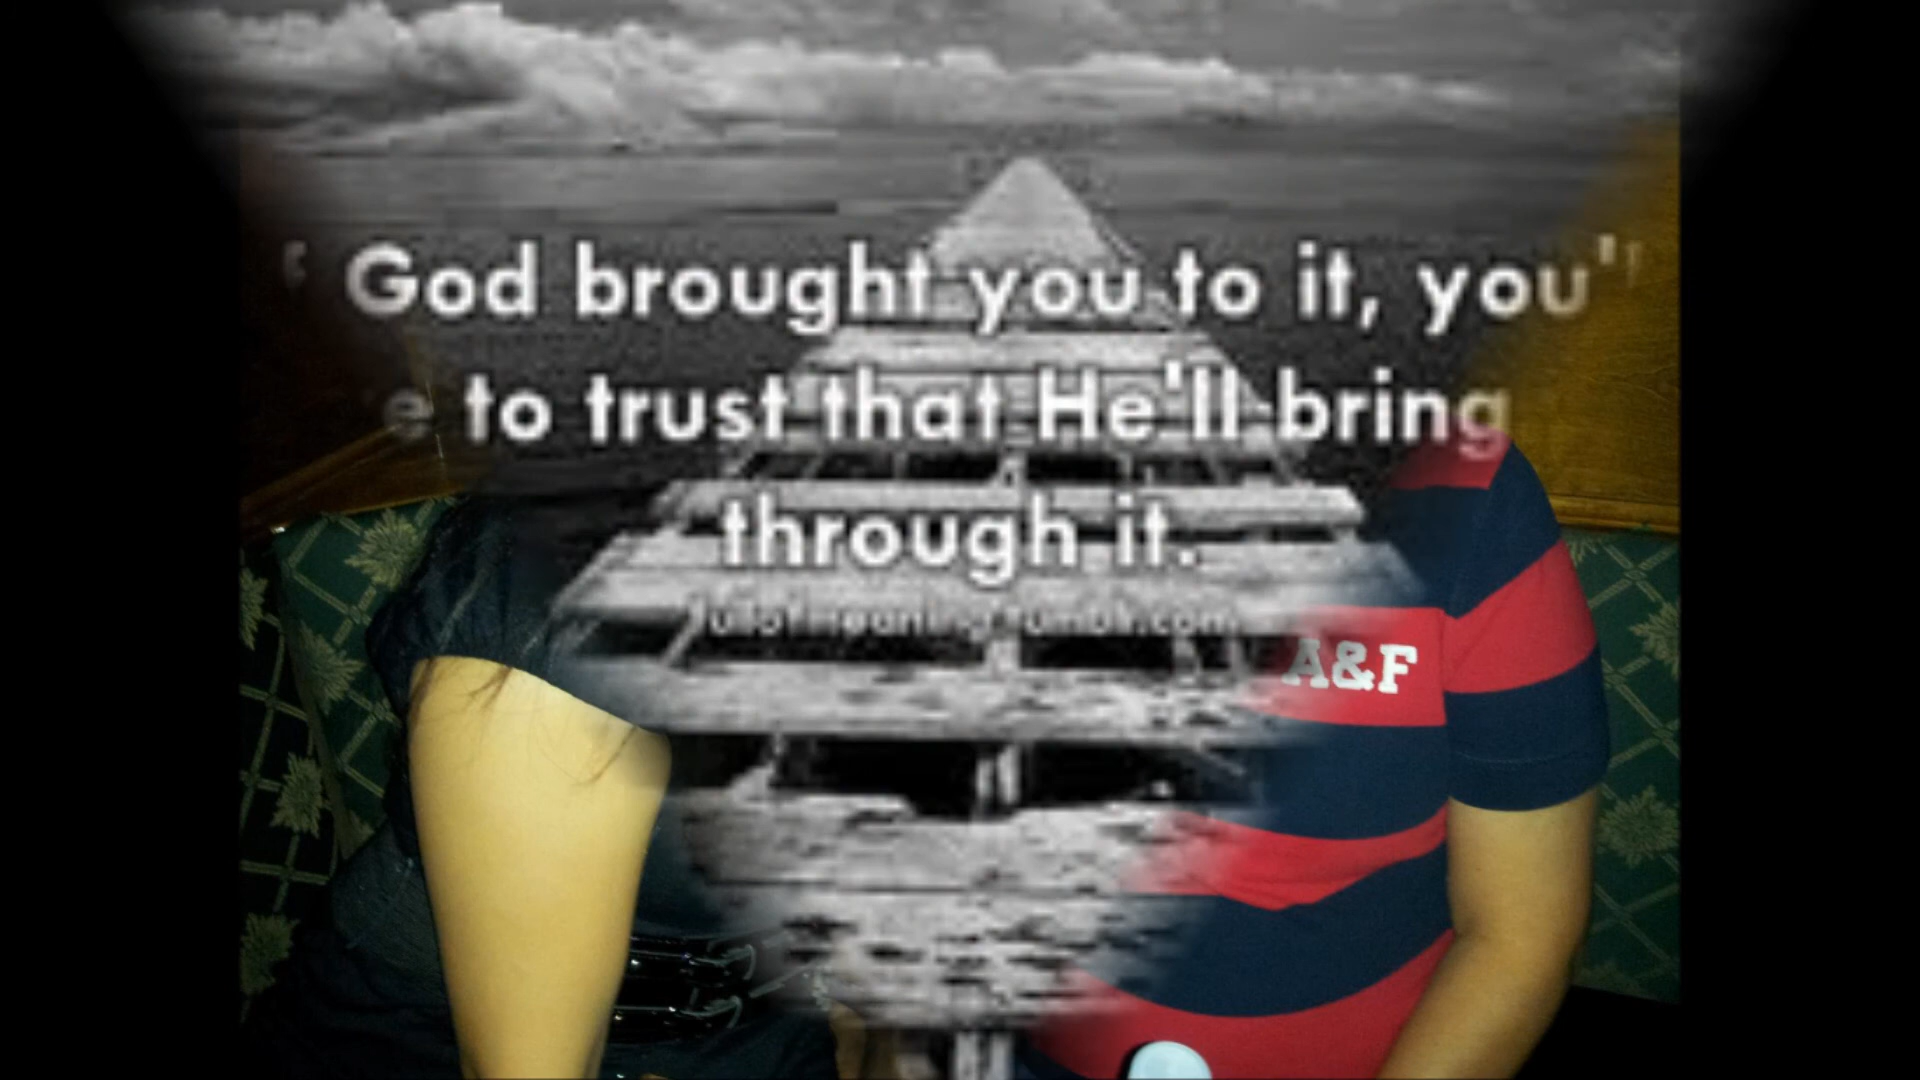 God brought you to it, you'
to trust that He'll bring
through it.
A&F